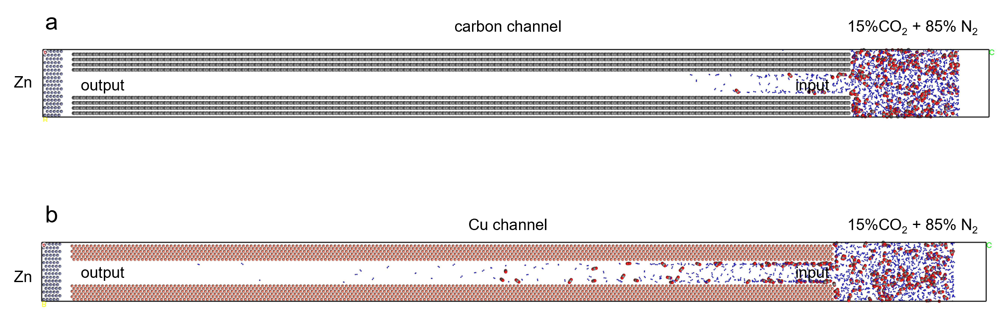 a
carbon channel
15%CO₂ + 85% N₂
C
Zn
output
input
B
b
Cu channel
15%CO₂ + 85% N₂
C
Zn
output
input
B